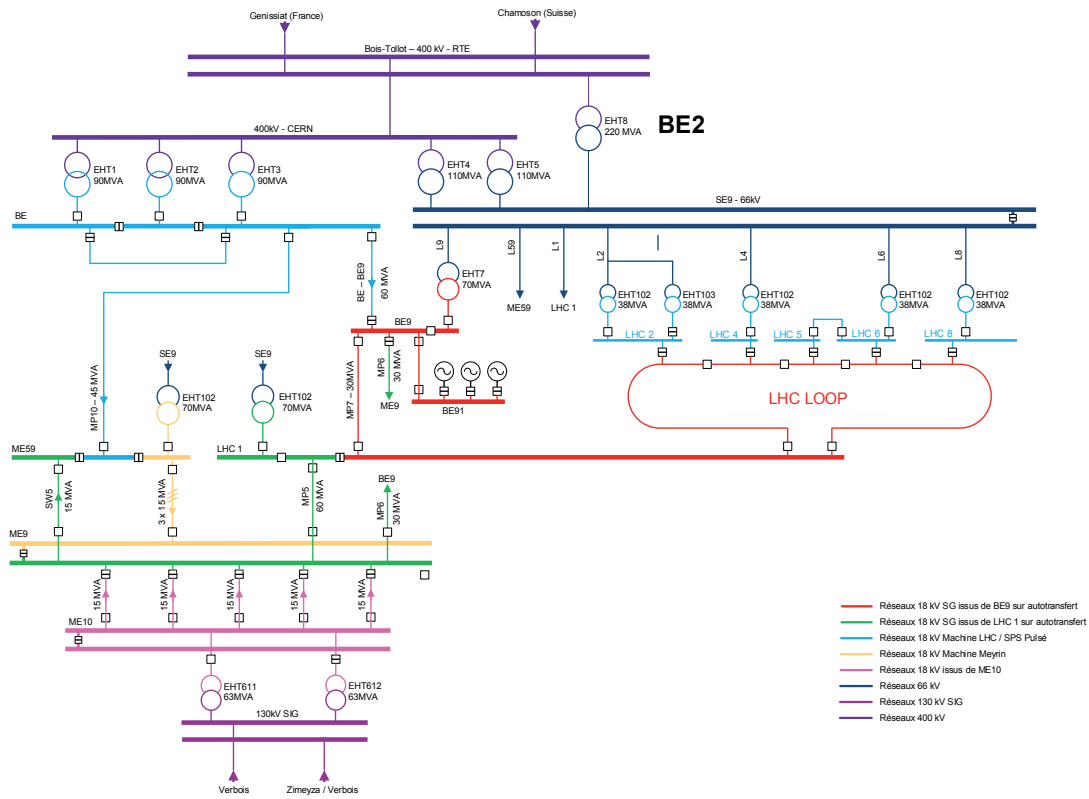 Genissiat (France)
Chamoson (Suisse)
Bois-Tollot – 400 kV - RTE
EHT8
220 MVA
BE2
400kV - CERN
EHT1
90MVA
EHT2
90MVA
EHT3
90MVA
EHT4
110MVA
EHT5
110MVA
SE9 - 66kV
BE
BE – BE9
60 MVA
L9
L59
L1
L2
L4
L6
L8
EHT7
70MVA
ME59
LHC 1
EHT102
38MVA
EHT103
38MVA
EHT102
38MVA
EHT102
38MVA
EHT102
38MVA
BE9
LHC 2
LHC 4
LHC 5
LHC 6
LHC 8
MP10 – 45 MVA
SE9
EHT102
70MVA
SE9
EHT102
70MVA
MP7 – 30MVA
MP6
30 MVA
ME9
BE91
LHC LOOP
ME59
LHC 1
SW5
15 MVA
3 x 15 MVA
MP5
60 MVA
BE9
MP6
30 MVA
ME9
15 MVA
15 MVA
15 MVA
15 MVA
15 MVA
ME10
EHT611
63MVA
EHT612
63MVA
130kV SIG
Verbois
Zimeyza / Verbois
Réseaux 18 kV SG issus de BE9 sur autotransfert
Réseaux 18 kV SG issus de LHC 1 sur autotransfert
Réseaux 18 kV Machine LHC / SPS Pulsé
Réseaux 18 kV Machine Meyrin
Réseaux 18 kV issus de ME10
Réseaux 66 kV
Réseaux 130 kV SIG
Réseaux 400 kV